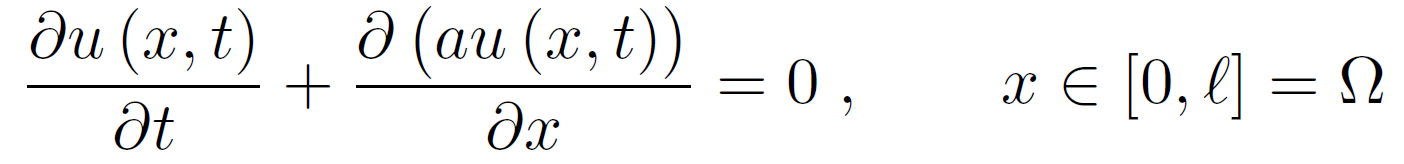 ∂u (x, t)/∂t + ∂ (au (x, t))/∂x = 0 , x ∈ [0, ℓ] = Ω